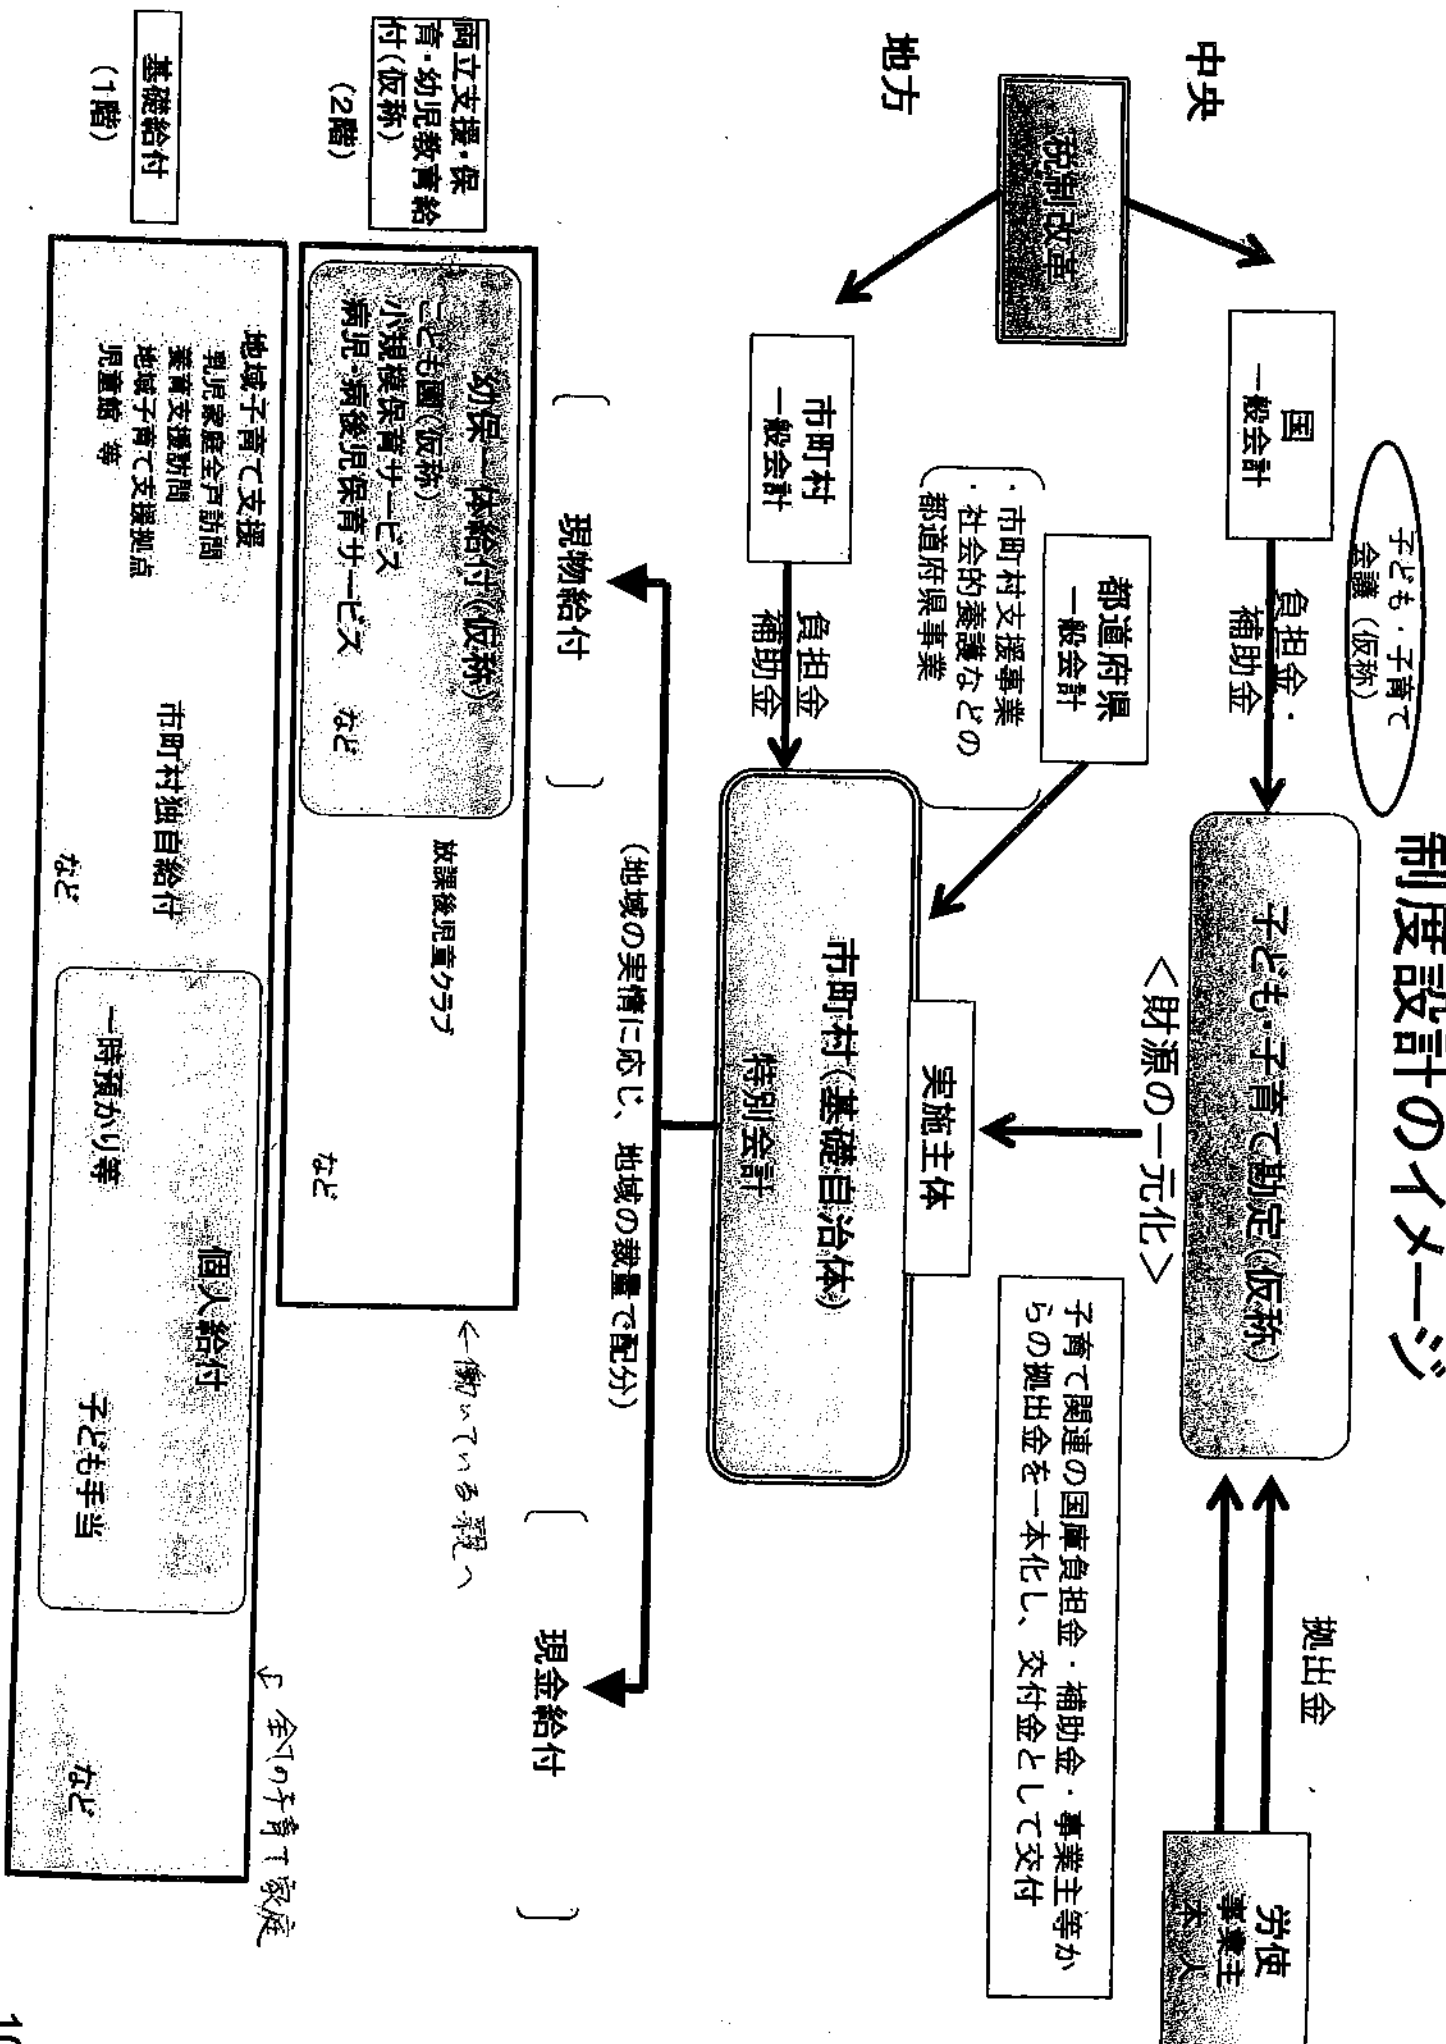 制度設計のイメージ
子ども・子育て
会議(仮称)
中央
税制改革
地方
国
一般会計
負担金・
補助金
子ども・子育て勘定(仮称)
拠出金
労使
事業主
本人
<財源の一元化>
都道府県
一般会計
・市町村支援事業
・社会的養護などの
都道府県事業
子育て関連の国庫負担金・補助金・事業主等か
らの拠出金を一本化し、交付金として交付
市町村
一般会計
負担金
補助金
実施主体
市町村(基礎自治体)
特別会計
(地域の実情に応じ、地域の裁量で配分)
現物給付
現金給付
両立支援・保
育・幼児教育給
付(仮称)
(2階)
幼保一体給付(仮称)
こども園(仮称)
小規模保育サービス
病児・病後児保育サービス など
放課後児童クラブ
など
←働いている親へ
基礎給付
(1階)
地域子育て支援
乳児家庭全戸訪問
養育支援訪問
地域子育て支援拠点
児童館 等
市町村独自給付
など
個人給付
一時預かり等
子ども手当
など
全ての子育て家庭